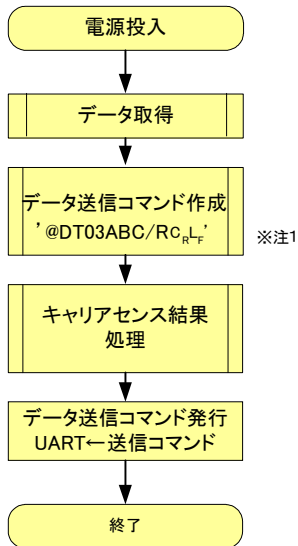 電源投入
データ取得
データ送信コマンド作成
'@DT03ABC/RCRLF'
※注1
キャリアセンス結果
処理
データ送信コマンド発行
UART←送信コマンド
終了